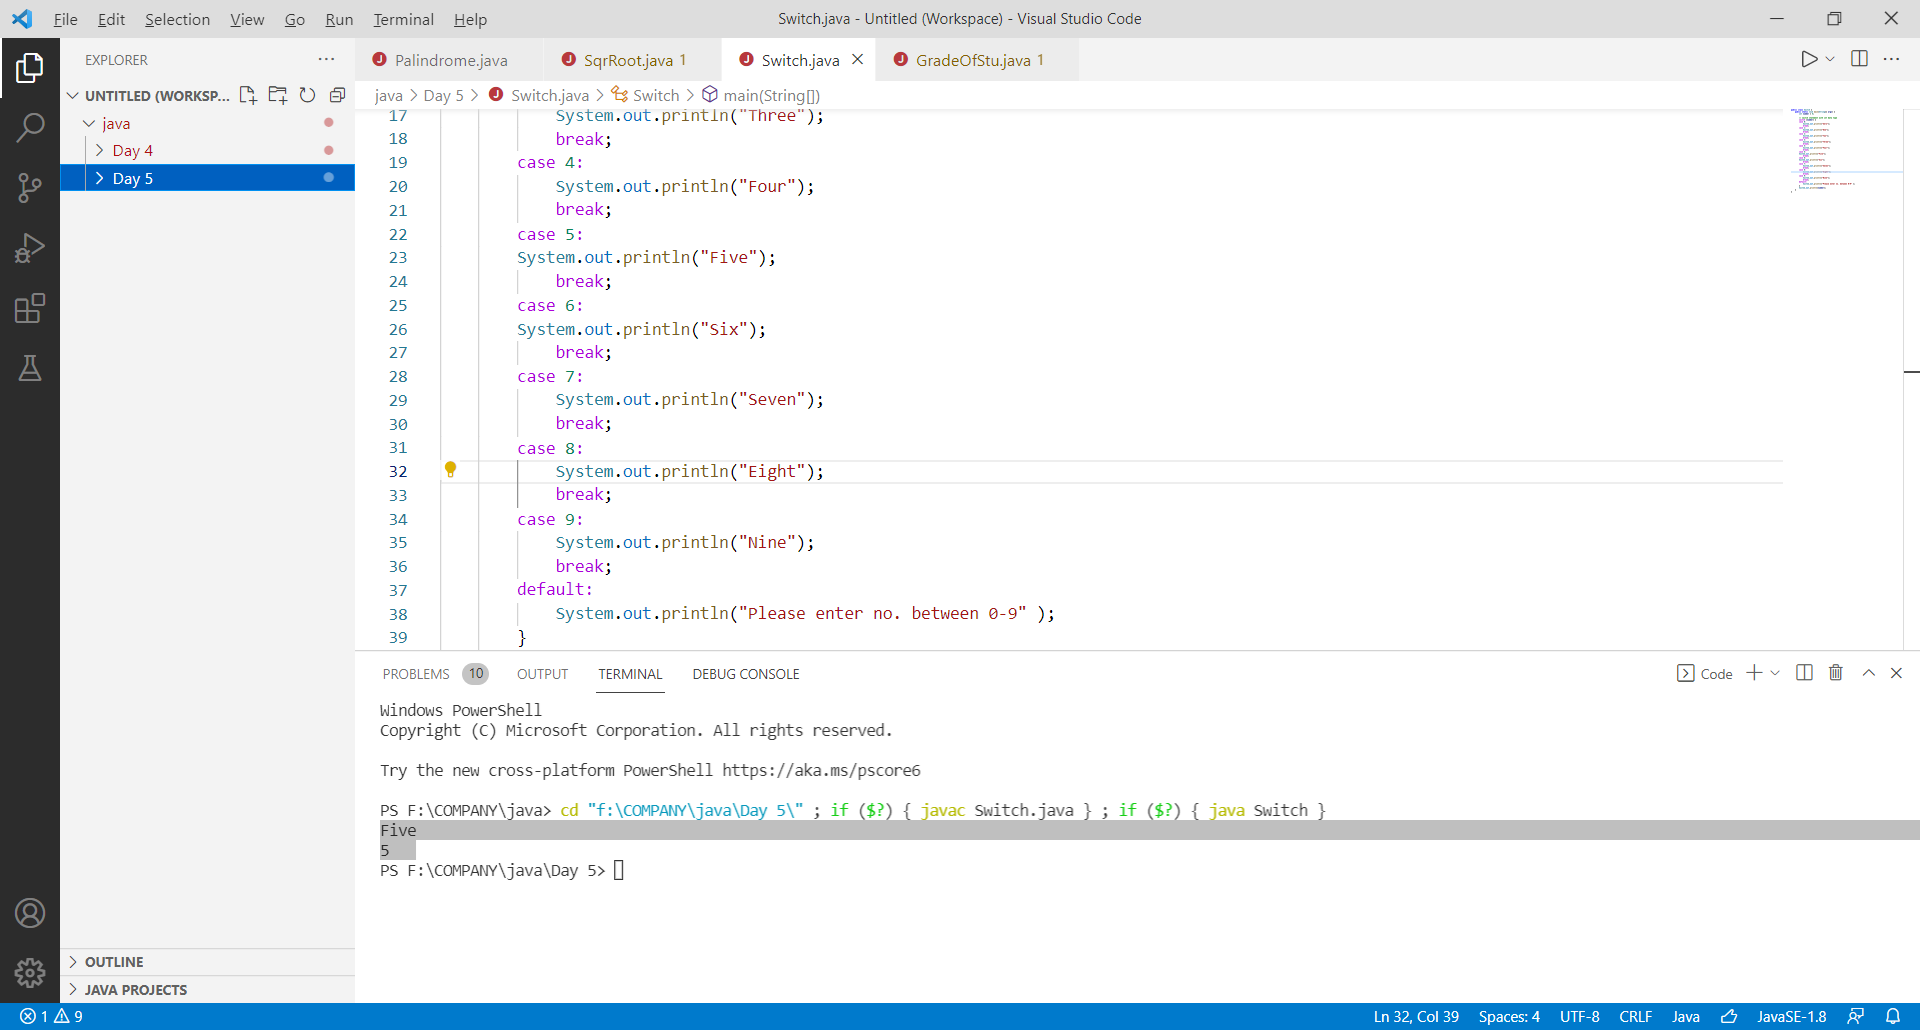 File Edit Selection View Go Run Terminal Help
Switch.java - Untitled (Workspace) - Visual Studio Code
EXPLORER
UNTITLED (WORKSP...
java
Day 4
Day 5
OUTLINE
JAVA PROJECTS
Palindrome.java
SqrRoot.java 1
Switch.java
GradeOfStu.java 1
java > Day 5 > Switch.java > Switch > main(String[])
17 System.out.println("Three");
18 break;
19 case 4:
20 System.out.println("Four");
21 break;
22 case 5:
23 System.out.println("Five");
24 break;
25 case 6:
26 System.out.println("Six");
27 break;
28 case 7:
29 System.out.println("Seven");
30 break;
31 case 8:
32 System.out.println("Eight");
33 break;
34 case 9:
35 System.out.println("Nine");
36 break;
37 default:
38 System.out.println("Please enter no. between 0-9" );
39 }
PROBLEMS 10 OUTPUT TERMINAL DEBUG CONSOLE
Code
Windows PowerShell
Copyright (C) Microsoft Corporation. All rights reserved.
Try the new cross-platform PowerShell https://aka.ms/pscore6
PS F:\COMPANY\java> cd "f:\COMPANY\java\Day 5\" ; if ($?) { javac Switch.java } ; if ($?) { java Switch }
Five
5
PS F:\COMPANY\java\Day 5>
1 9
Ln 32, Col 39 Spaces: 4 UTF-8 CRLF Java JavaSE-1.8